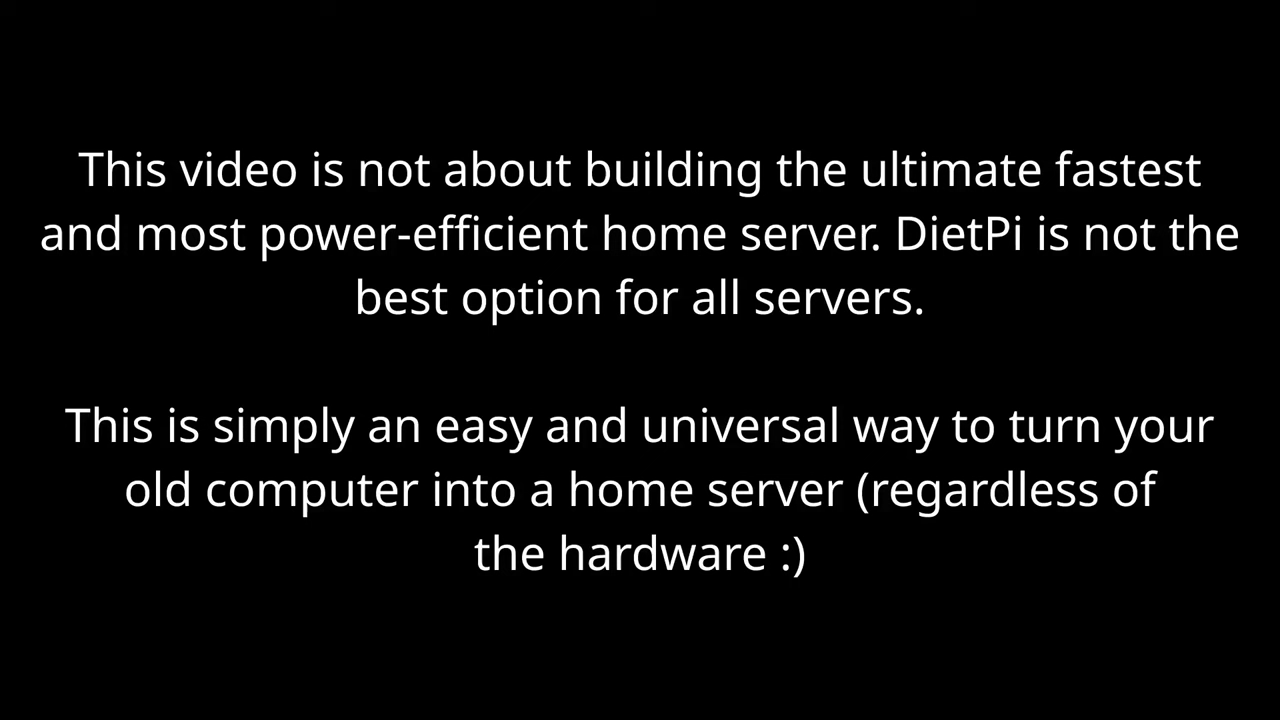 This video is not about building the ultimate fastest
and most power-efficient home server. DietPi is not the
best option for all servers.
This is simply an easy and universal way to turn your
old computer into a home server (regardless of
the hardware :)